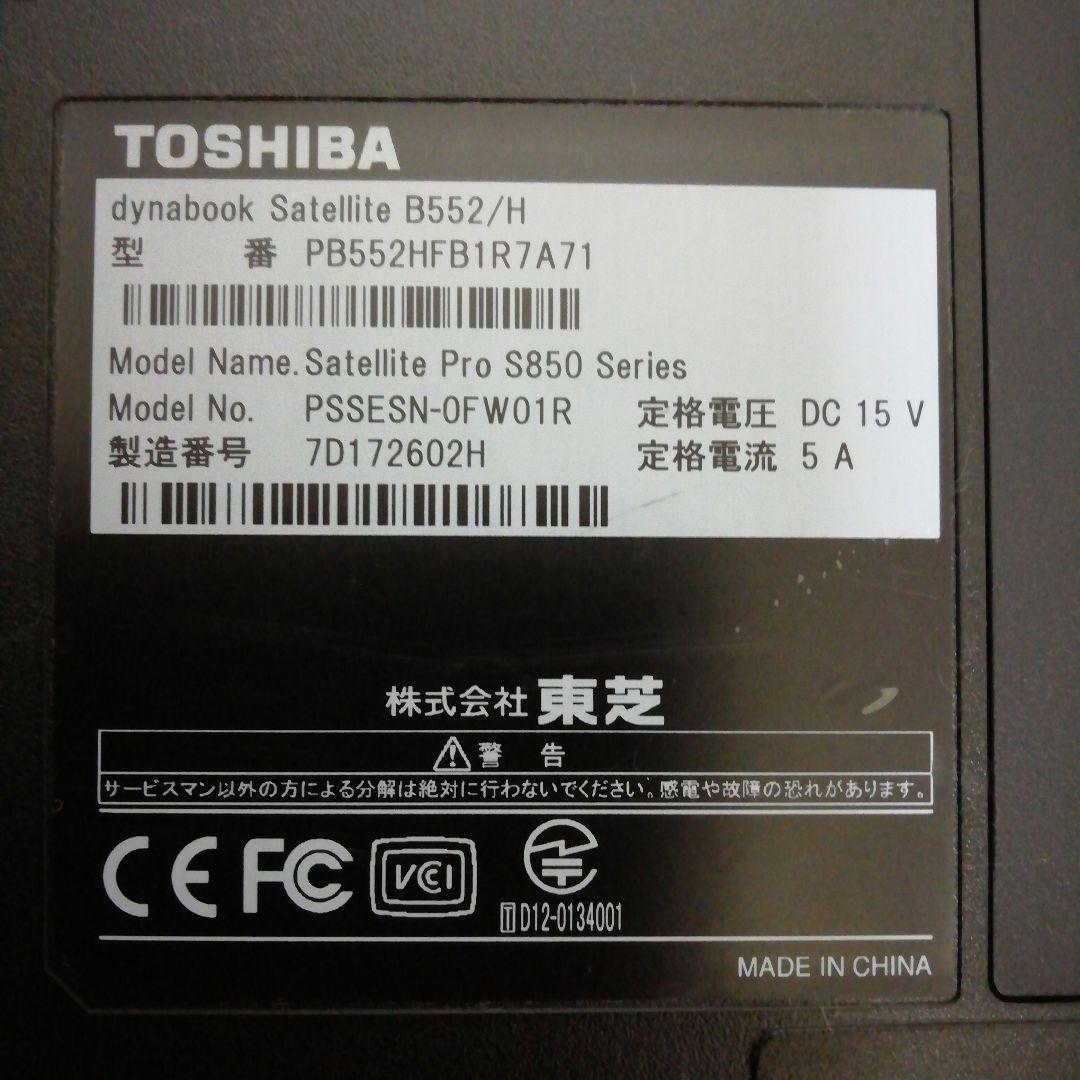 TOSHIBA
dynabook Satellite B552/H
型 番 PB552HFB1R7A71
Model Name. Satellite Pro S850 Series
Model No. PSSESN-0FW01R 定格電圧 DC 15 V
製造番号 7D172602H 定格電流 5 A
株式会社 東芝
警 告
サービスマン以外の方による分解は絶対に行わないでください。感電や故障の恐れがあります。
CE FC VCI
T D12-0134001
MADE IN CHINA